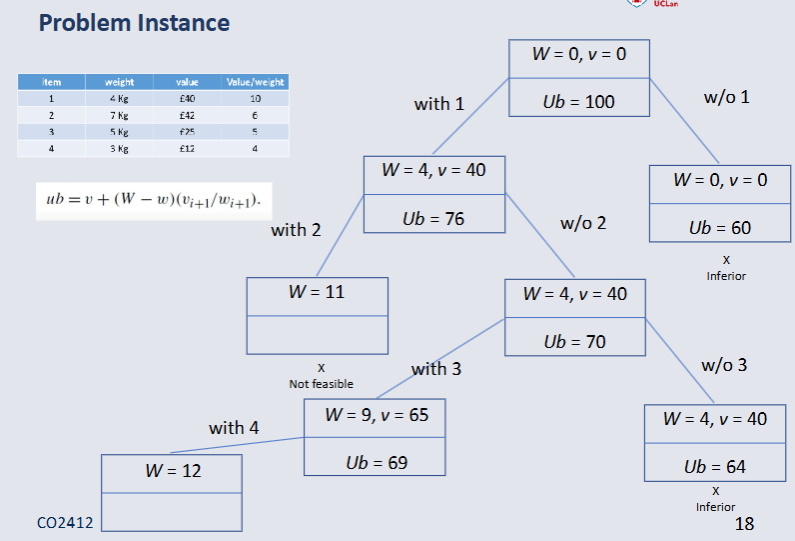 UCLan
Problem Instance
item weight value Value/weight
1 4 Kg £40 10
2 7 Kg £42 6
3 5 Kg £25 5
4 3 Kg £12 4
ub = v + (W − w)(vi+1/wi+1).
W = 0, v = 0
Ub = 100
with 1
w/o 1
W = 4, v = 40
Ub = 76
W = 0, v = 0
Ub = 60
X
Inferior
with 2
w/o 2
W = 11
X
Not feasible
W = 4, v = 40
Ub = 70
with 3
w/o 3
W = 9, v = 65
Ub = 69
W = 4, v = 40
Ub = 64
X
Inferior
with 4
W = 12
CO2412
18